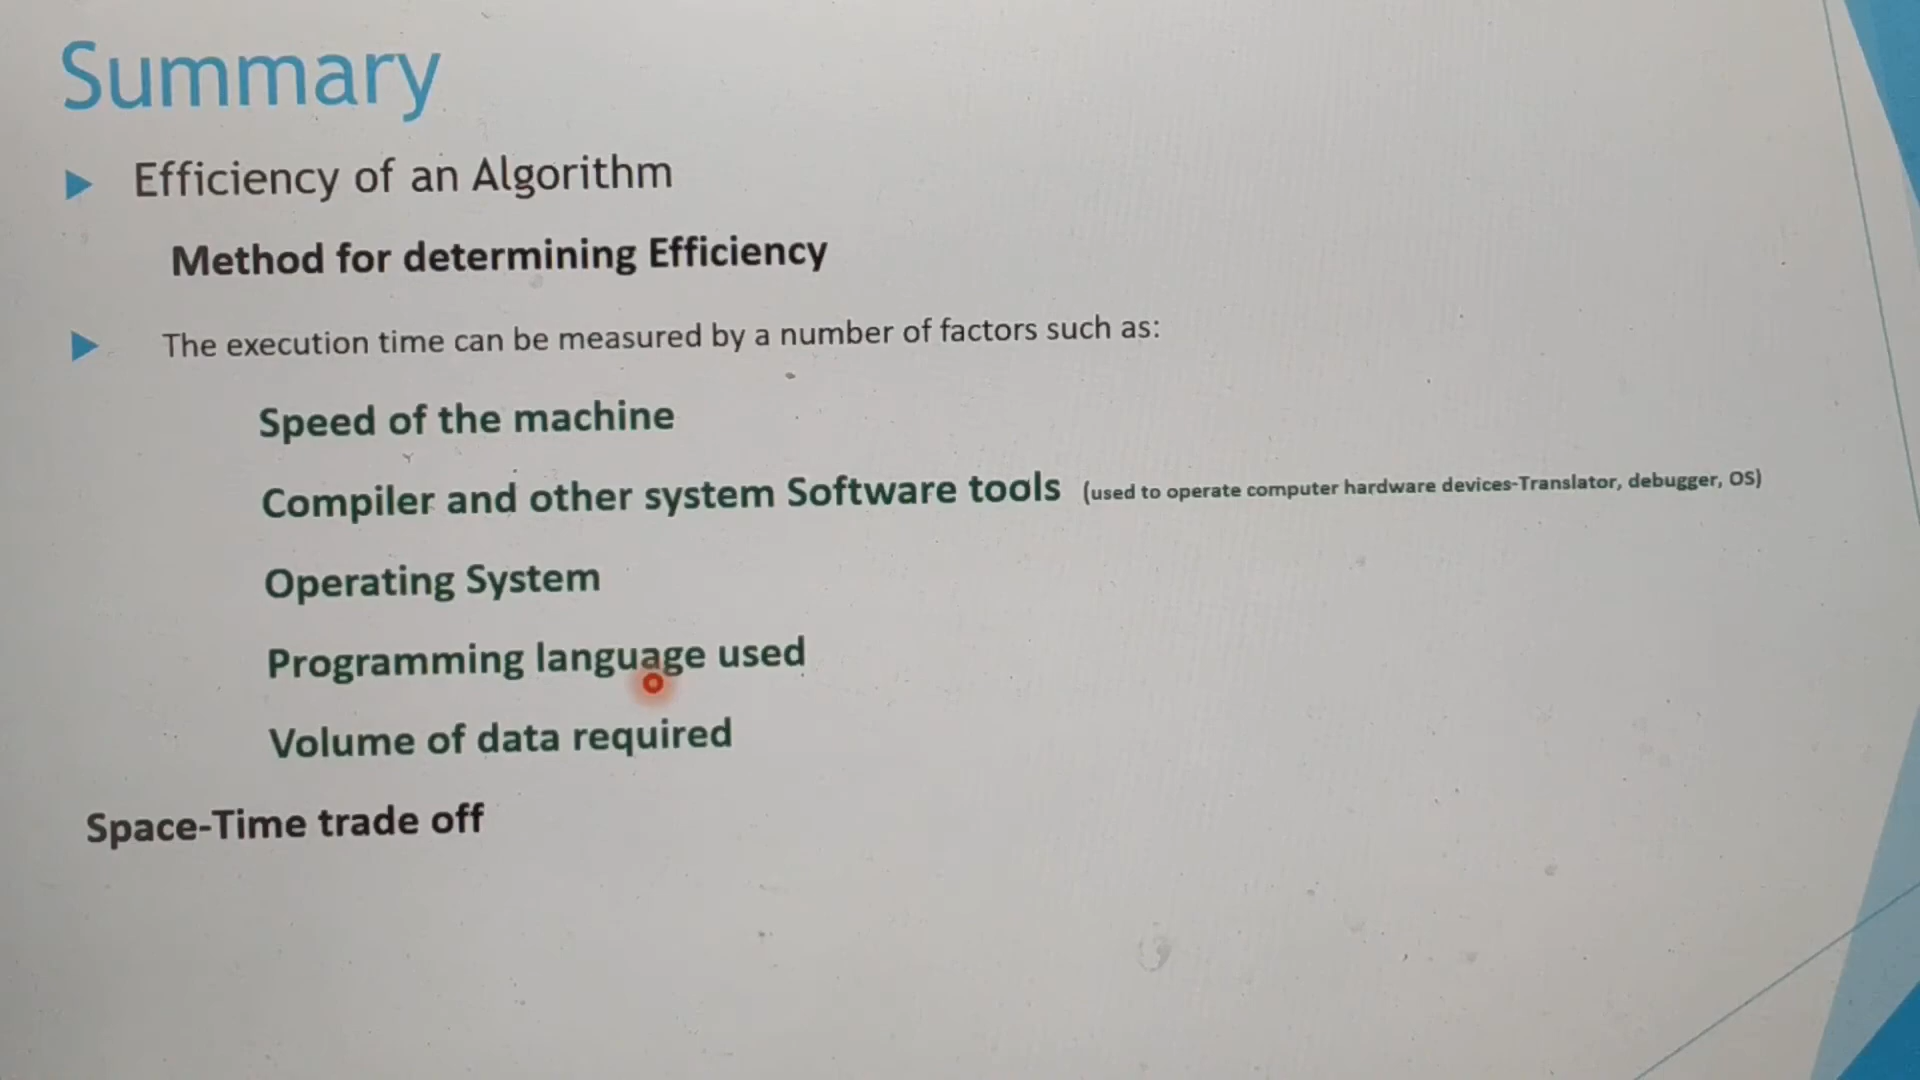 Summary
Efficiency of an Algorithm
Method for determining Efficiency
The execution time can be measured by a number of factors such as:
Speed of the machine
Compiler and other system Software tools (used to operate computer hardware devices-Translator, debugger, OS)
Operating System
Programming language used
Volume of data required
Space-Time trade off